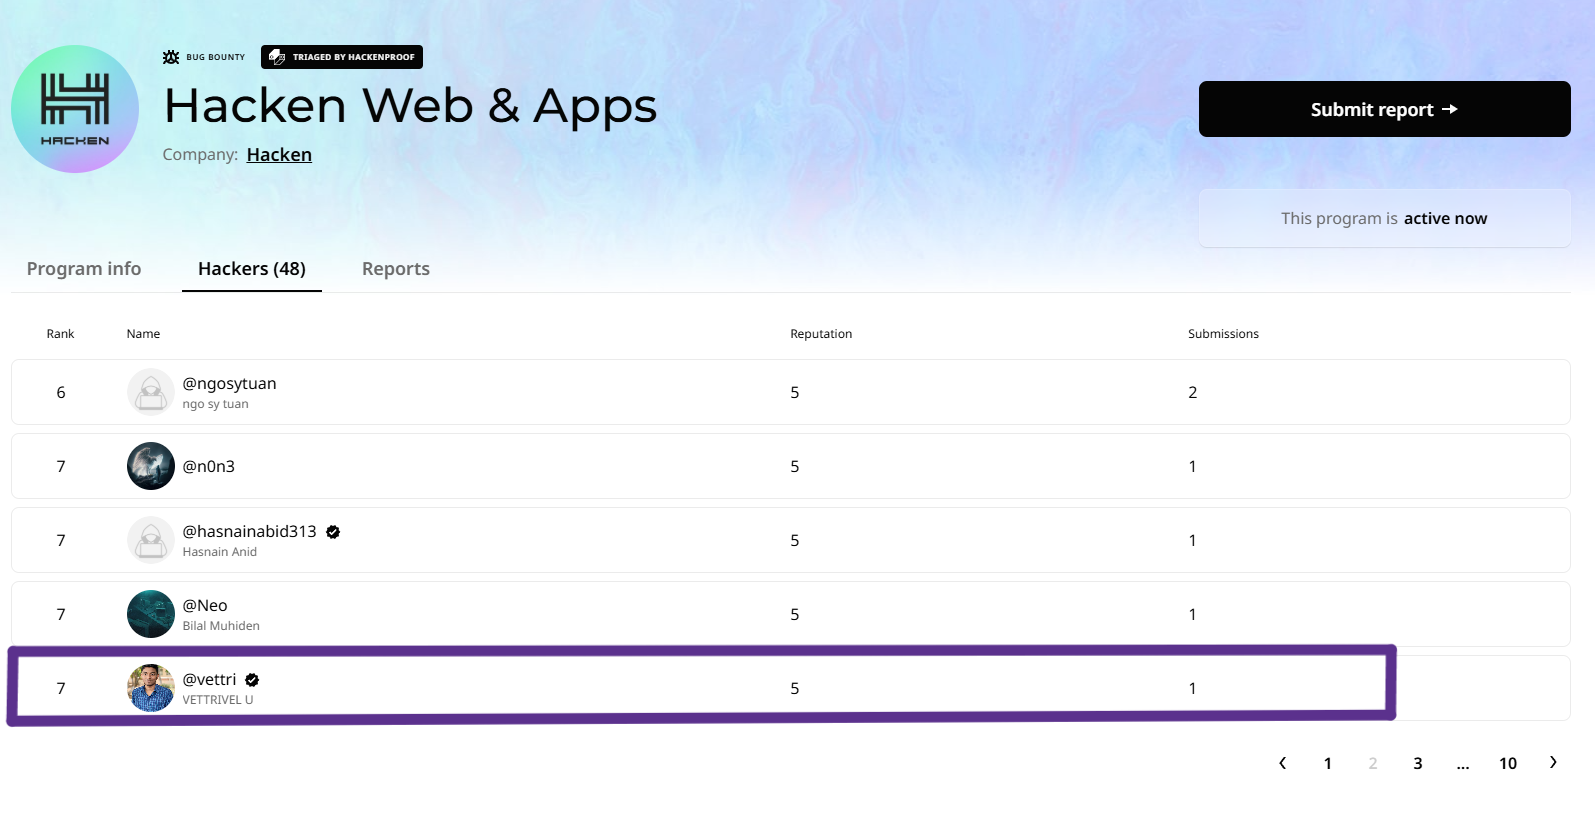 BUG BOUNTY TRIAGED BY HACKENPROOF
HACKEN
Hacken Web & Apps
Submit report →
Company: Hacken
This program is active now
Program info Hackers (48) Reports
Rank Name Reputation Submissions
6 @ngosytuan 5 2
ngo sy tuan
7 @n0n3 5 1
7 @hasnainabid313 5 1
Hasnain Anid
7 @Neo 5 1
Bilal Muhiden
7 @vettri 5 1
VETTRIVEL U
‹ 1 2 3 ... 10 ›